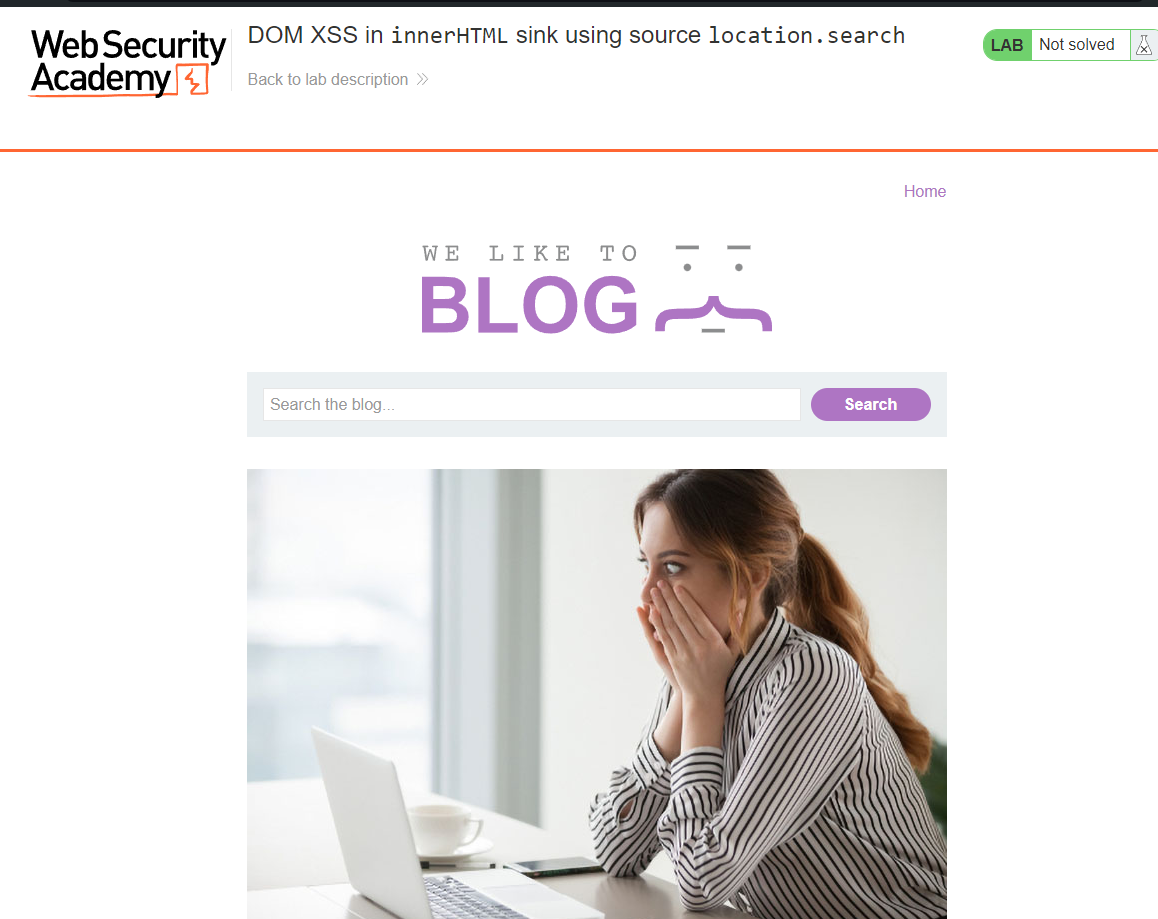 Web Security
Academy
DOM XSS in innerHTML sink using source location.search
Back to lab description
LAB
Not solved
Home
WE LIKE TO
BLOG
Search the blog...
Search